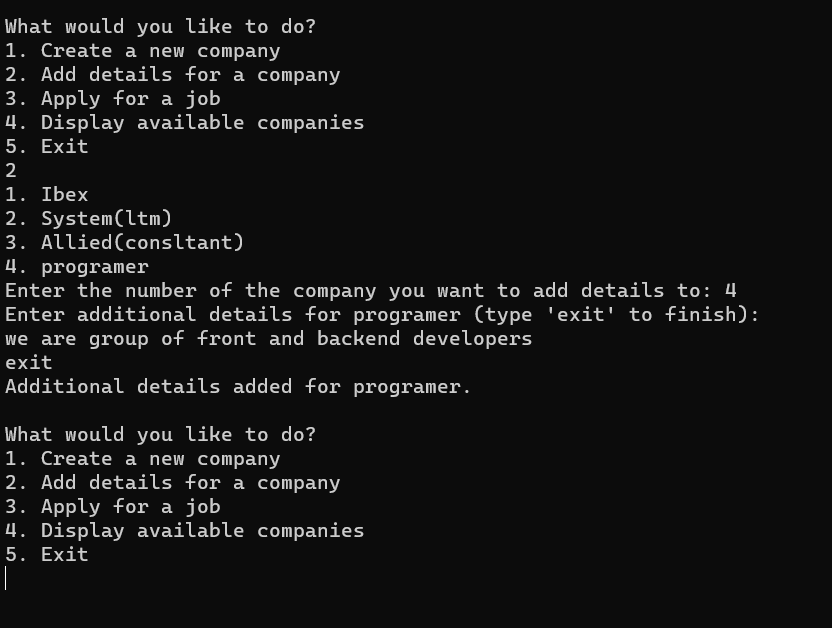 What would you like to do?
1. Create a new company
2. Add details for a company
3. Apply for a job
4. Display available companies
5. Exit
2
1. Ibex
2. System(ltm)
3. Allied(consltant)
4. programer
Enter the number of the company you want to add details to: 4
Enter additional details for programer (type 'exit' to finish):
we are group of front and backend developers
exit
Additional details added for programer.
What would you like to do?
1. Create a new company
2. Add details for a company
3. Apply for a job
4. Display available companies
5. Exit